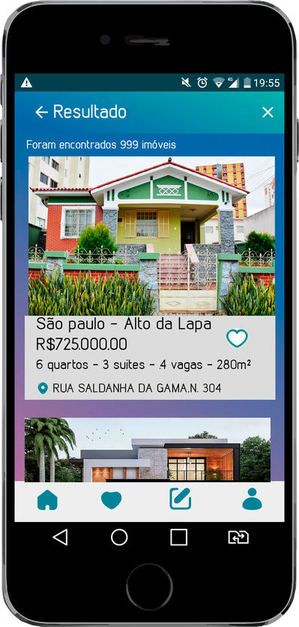 19:55
Resultado
Foram encontrados 999 imóveis
São paulo - Alto da Lapa
R$725.000.00
6 quartos - 3 suites - 4 vagas - 280m²
RUA SALDANHA DA GAMA.N. 304